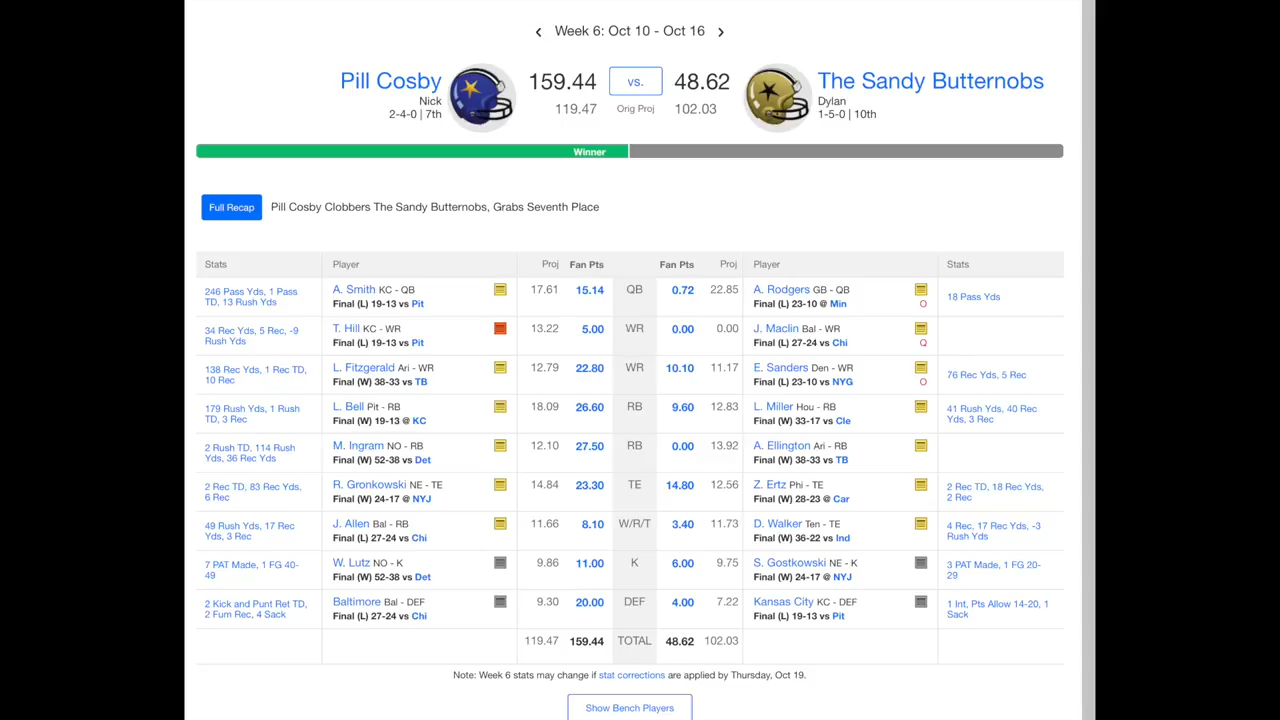 Week 6: Oct 10 - Oct 16
Pill Cosby 159.44 vs. 48.62 The Sandy Butternobs
Nick 119.47 Orig Proj 102.03 Dylan
2-4-0 | 7th 1-5-0 | 10th
Winner
Full Recap Pill Cosby Clobbers The Sandy Butternobs, Grabs Seventh Place
Stats Player Proj Fan Pts Fan Pts Proj Player Stats
246 Pass Yds, 1 Pass TD, 13 Rush Yds A. Smith KC - QB 17.61 15.14 QB 0.72 22.85 A. Rodgers GB - QB 18 Pass Yds
Final (L) 19-13 vs Pit Final (L) 23-10 @ Min O
34 Rec Yds, 5 Rec, -9 Rush Yds T. Hill KC - WR 13.22 5.00 WR 0.00 0.00 J. Maclin Bal - WR
Final (L) 19-13 vs Pit Final (L) 27-24 vs Chi Q
138 Rec Yds, 1 Rec TD, 10 Rec L. Fitzgerald Ari - WR 12.79 22.80 WR 10.10 11.17 E. Sanders Den - WR 76 Rec Yds, 5 Rec
Final (W) 38-33 vs TB Final (L) 23-10 vs NYG O
179 Rush Yds, 1 Rush TD, 3 Rec L. Bell Pit - RB 18.09 26.60 RB 9.60 12.83 L. Miller Hou - RB 41 Rush Yds, 40 Rec Yds, 3 Rec
Final (W) 19-13 @ KC Final (W) 33-17 vs Cle
2 Rush TD, 114 Rush Yds, 36 Rec Yds M. Ingram NO - RB 12.10 27.50 RB 0.00 13.92 A. Ellington Ari - RB
Final (W) 52-38 vs Det Final (W) 38-33 vs TB
2 Rec TD, 83 Rec Yds, 6 Rec R. Gronkowski NE - TE 14.84 23.30 TE 14.80 12.56 Z. Ertz Phi - TE 2 Rec TD, 18 Rec Yds, 2 Rec
Final (W) 24-17 @ NYJ Final (W) 28-23 @ Car
49 Rush Yds, 17 Rec Yds, 3 Rec J. Allen Bal - RB 11.66 8.10 W/R/T 3.40 11.73 D. Walker Ten - TE 4 Rec, 17 Rec Yds, -3 Rush Yds
Final (L) 27-24 vs Chi Final (W) 36-22 vs Ind
7 PAT Made, 1 FG 40-49 W. Lutz NO - K 9.86 11.00 K 6.00 9.75 S. Gostkowski NE - K 3 PAT Made, 1 FG 20-29
Final (W) 52-38 vs Det Final (W) 24-17 @ NYJ
2 Kick and Punt Ret TD, 2 Fum Rec, 4 Sack Baltimore Bal - DEF 9.30 20.00 DEF 4.00 7.22 Kansas City KC - DEF 1 Int, Pts Allow 14-20, 1 Sack
Final (L) 27-24 vs Chi Final (L) 19-13 vs Pit
119.47 159.44 TOTAL 48.62 102.03
Note: Week 6 stats may change if stat corrections are applied by Thursday, Oct 19.
Show Bench Players